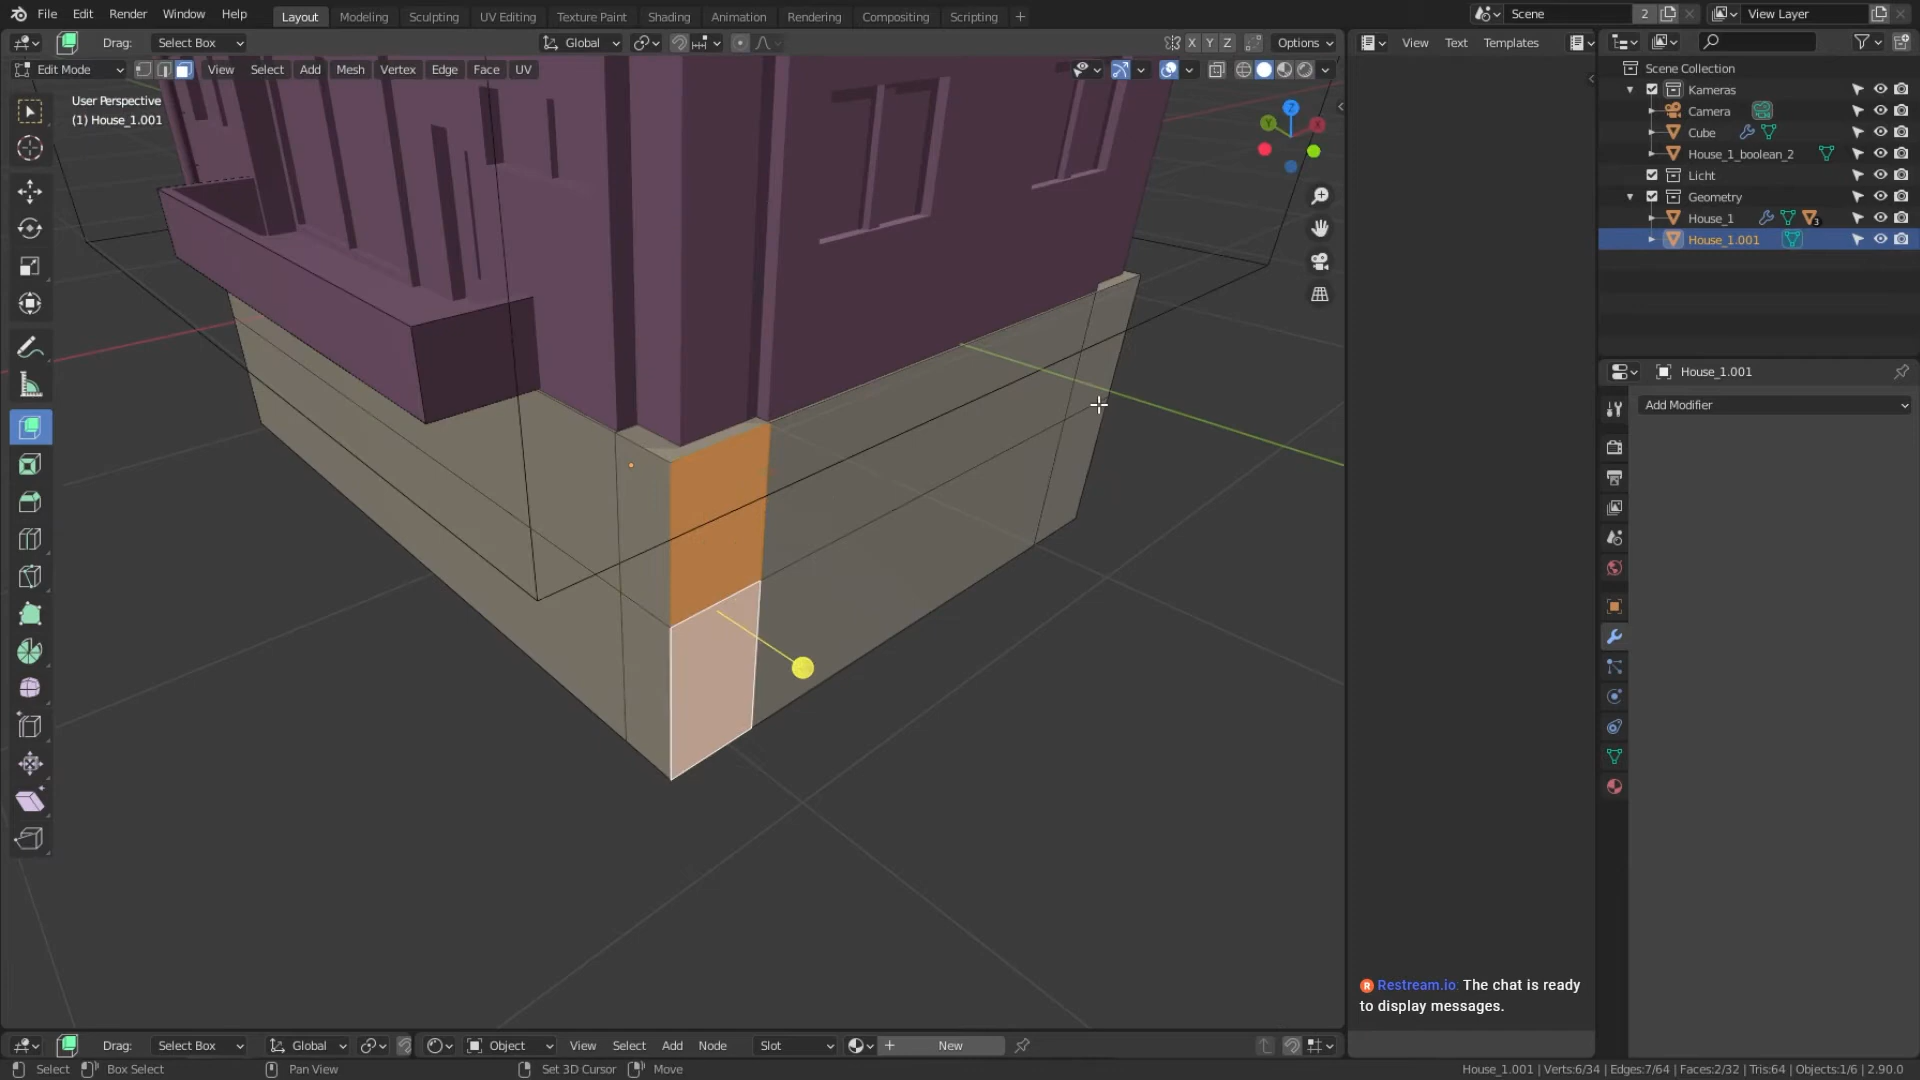 File Edit Render Window Help Layout Modeling Sculpting UV Editing Texture Paint Shading Animation Rendering Compositing Scripting + Scene 2 View Layer
Drag: Select Box Global X Y Z Options View Text Templates
Edit Mode View Select Add Mesh Vertex Edge Face UV
User Perspective
(1) House_1.001
Z
Y X
Scene Collection
Kameras
Camera
Cube
House_1_boolean_2
Licht
Geometry
House_1 3
House_1.001
House_1.001
Add Modifier
R Restream.io: The chat is ready
to display messages.
Drag: Select Box Global Object View Select Add Node Slot + New
Select Box Select Pan View Set 3D Cursor Move House_1.001 | Verts:6/34 | Edges:7/64 | Faces:2/32 | Tris:64 | Objects:1/6 | 2.90.0